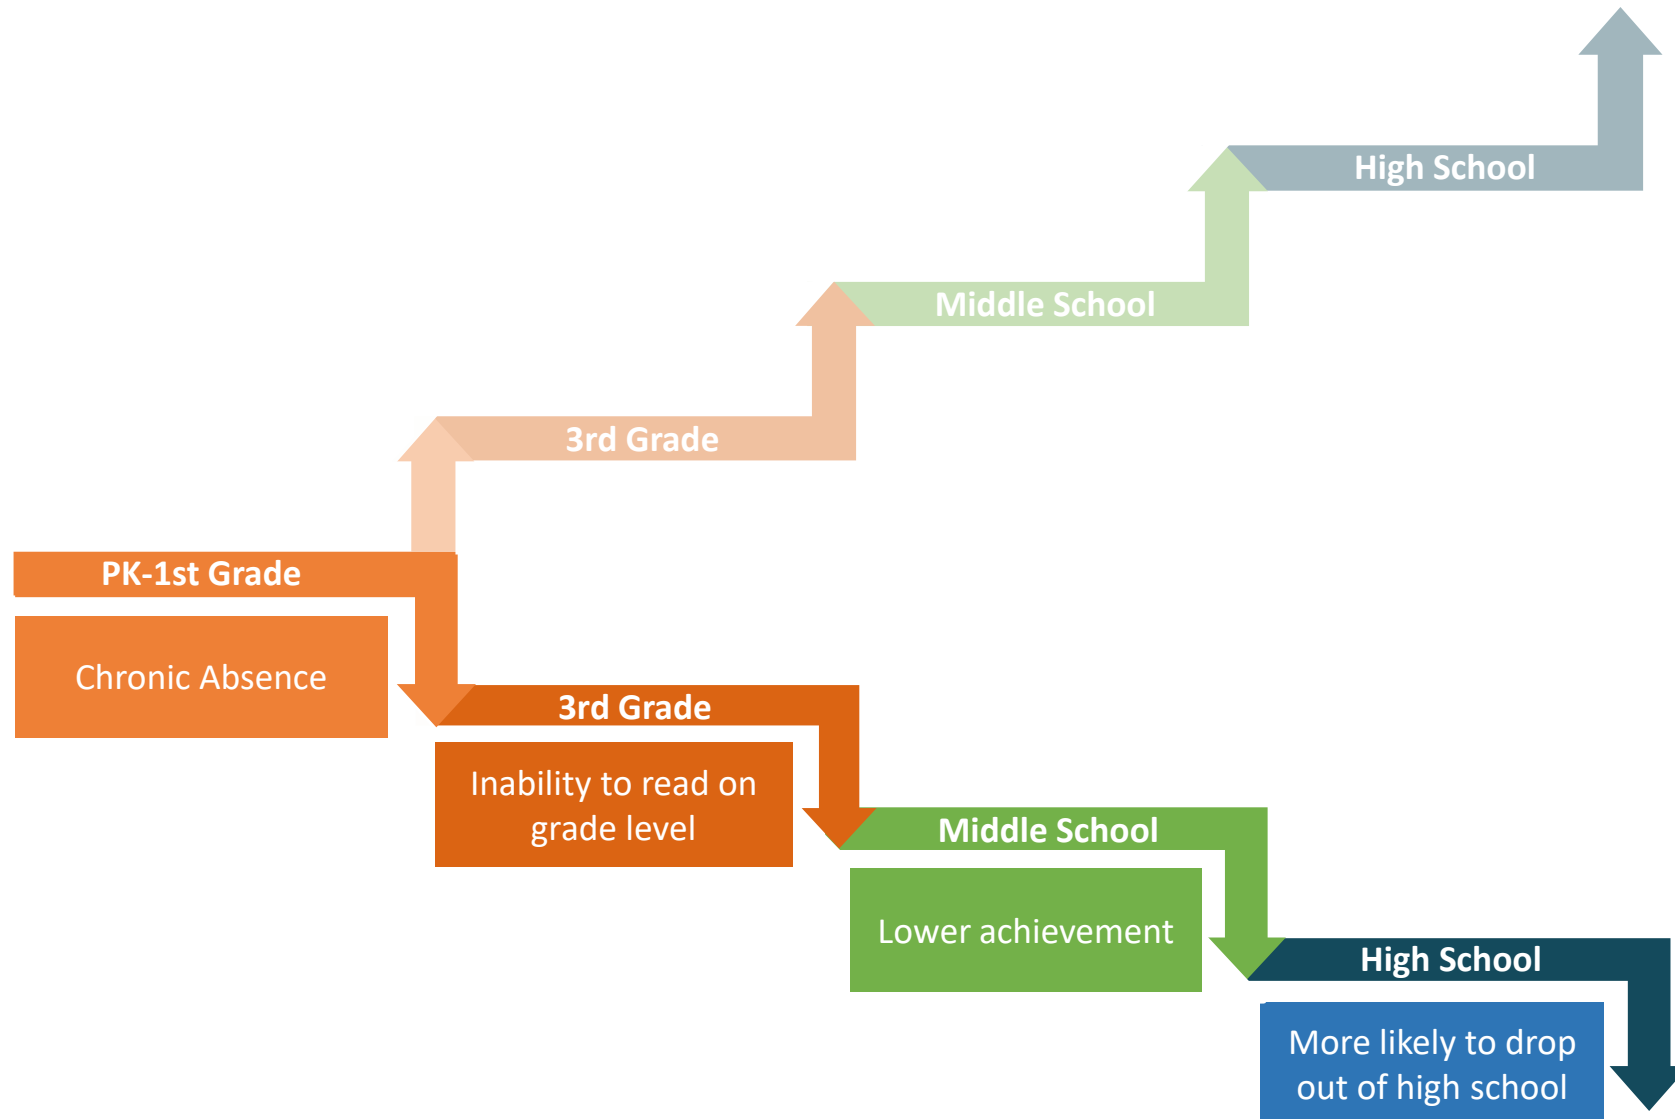 High School
Middle School
3rd Grade
PK-1st Grade
Chronic Absence
3rd Grade
Inability to read on
grade level
Middle School
Lower achievement
High School
More likely to drop
out of high school